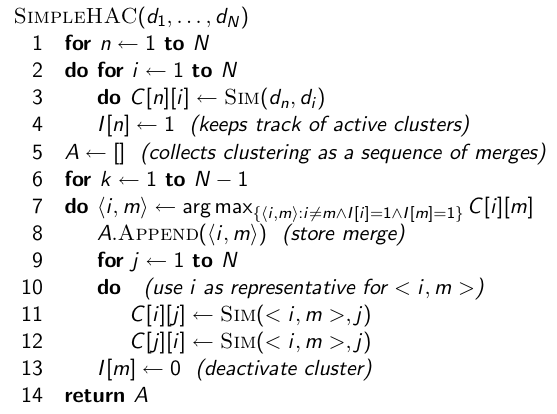 SIMPLEHAC(d₁, . . . , d_N)
1 for n ← 1 to N
2 do for i ← 1 to N
3 do C[n][i] ← SIM(dₙ, dᵢ)
4 I[n] ← 1 (keeps track of active clusters)
5 A ← [] (collects clustering as a sequence of merges)
6 for k ← 1 to N − 1
7 do ⟨i, m⟩ ← arg max_{⟨i,m⟩:i≠m∧I[i]=1∧I[m]=1} C[i][m]
8 A.APPEND(⟨i, m⟩) (store merge)
9 for j ← 1 to N
10 do (use i as representative for < i, m >)
11 C[i][j] ← SIM(< i, m >, j)
12 C[j][i] ← SIM(< i, m >, j)
13 I[m] ← 0 (deactivate cluster)
14 return A